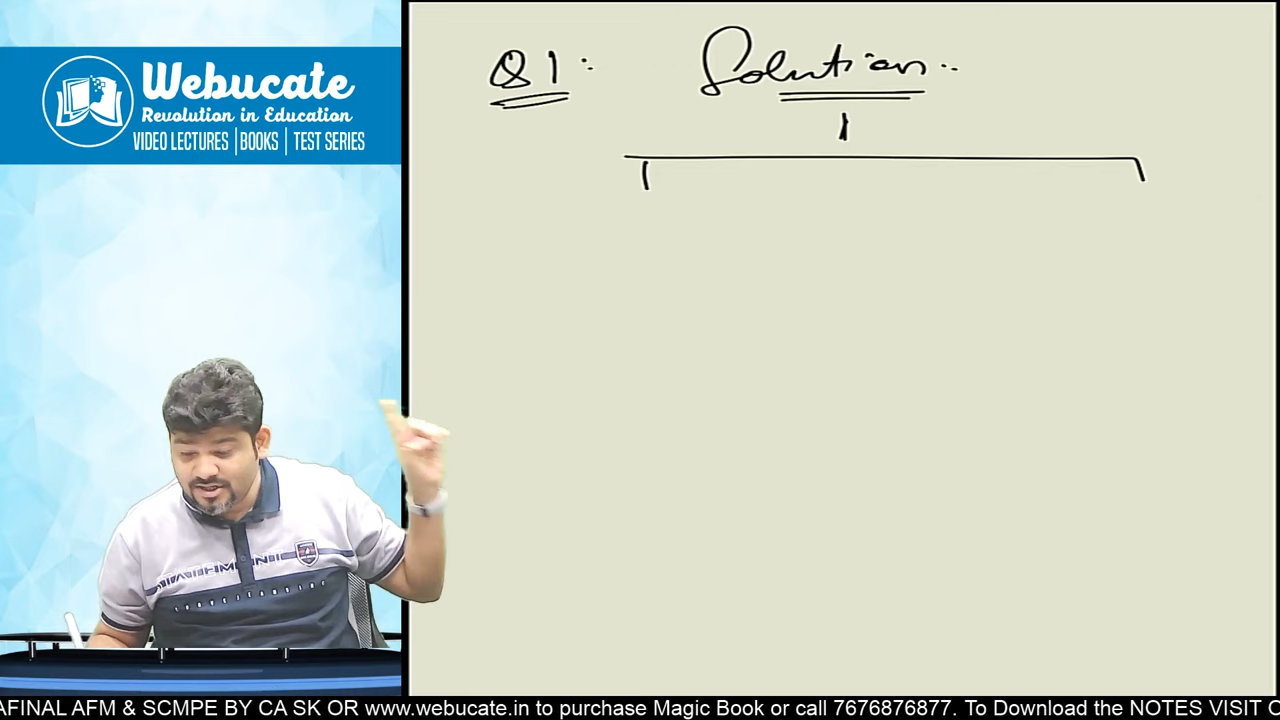 Webucate
Revolution in Education
VIDEO LECTURES | BOOKS | TEST SERIES
Q1: Solution..
TATEMENT
AFINAL AFM & SCMPE BY CA SK OR www.webucate.in to purchase Magic Book or call 7676876877. To Download the NOTES VISIT